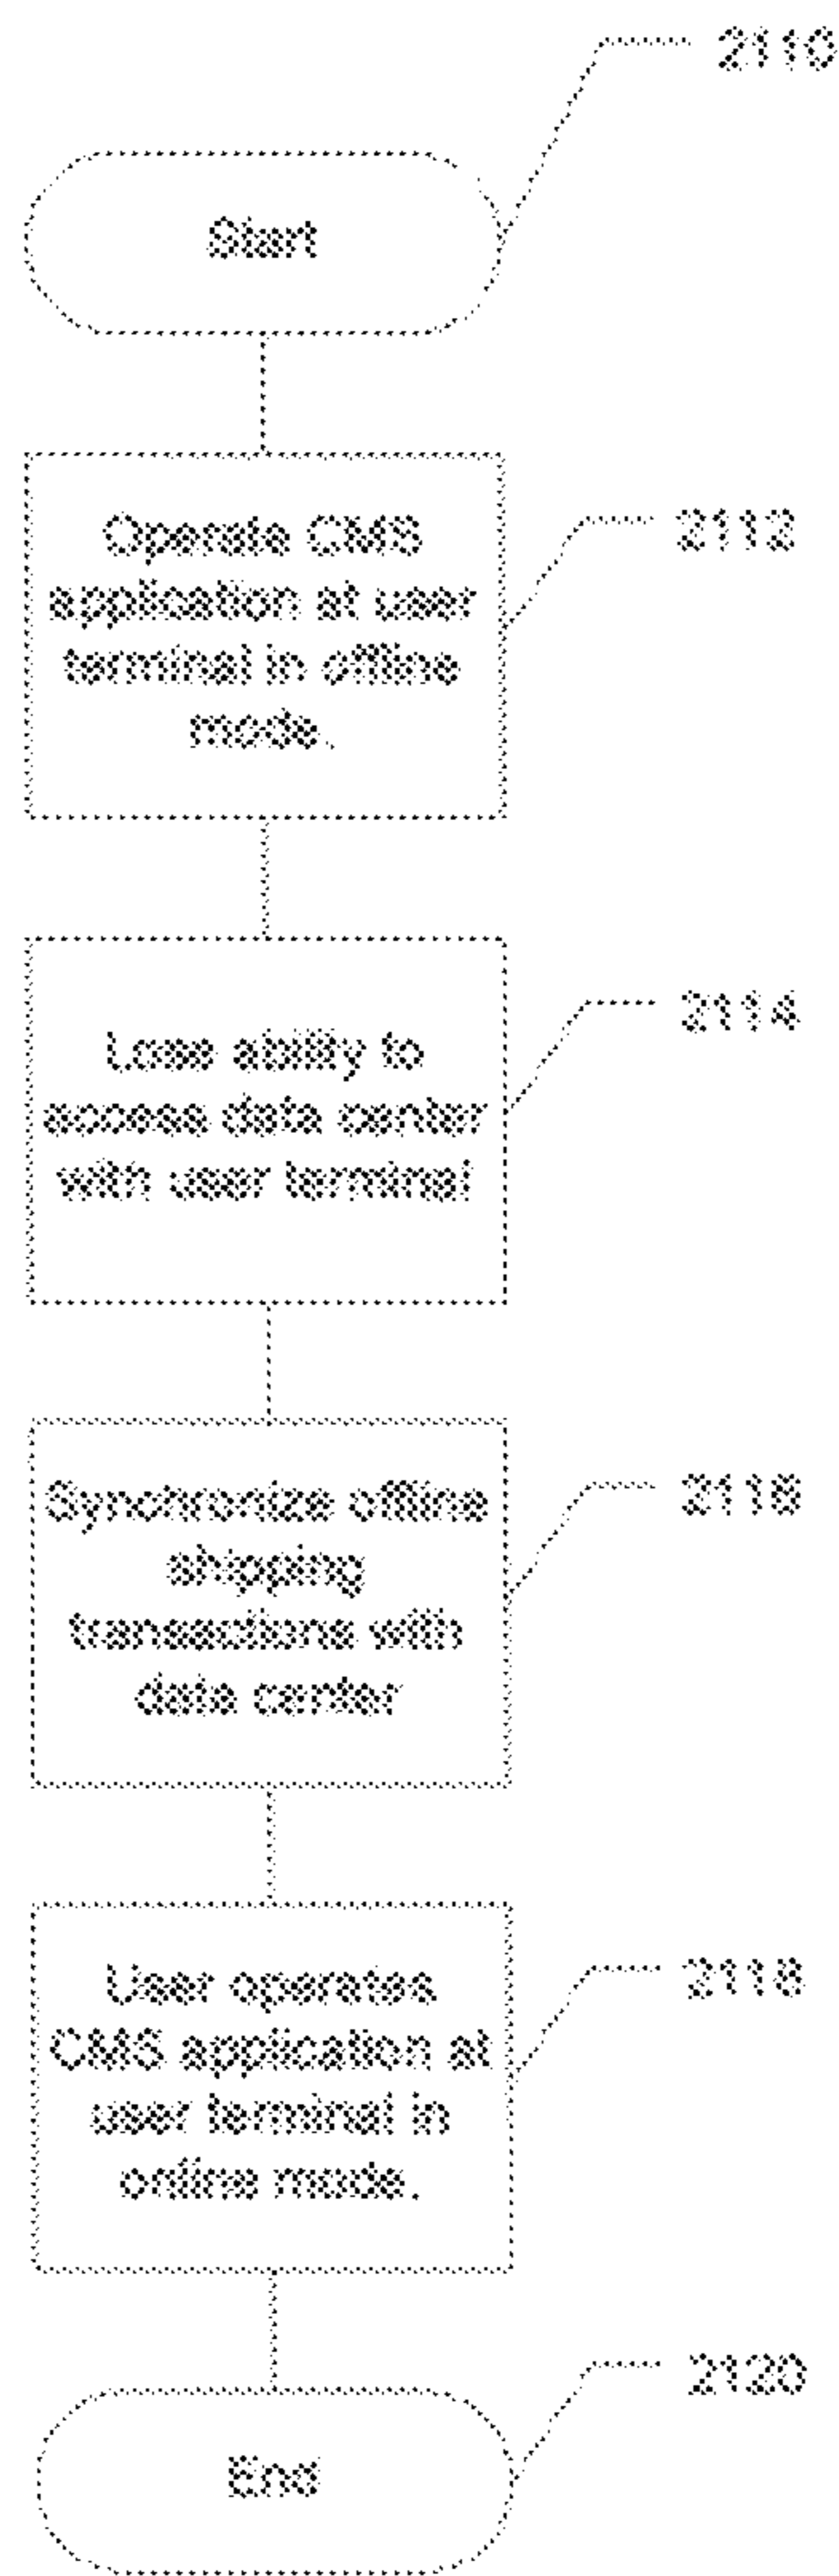 2110
Start
Operate CMS
application at user
terminal in offline
mode.
2112
Lose ability to
access data center
with user terminal
2114
Synchronize offline
shipping
transactions with
data center
2116
User operates
CMS application at
user terminal in
online mode.
2118
End
2120